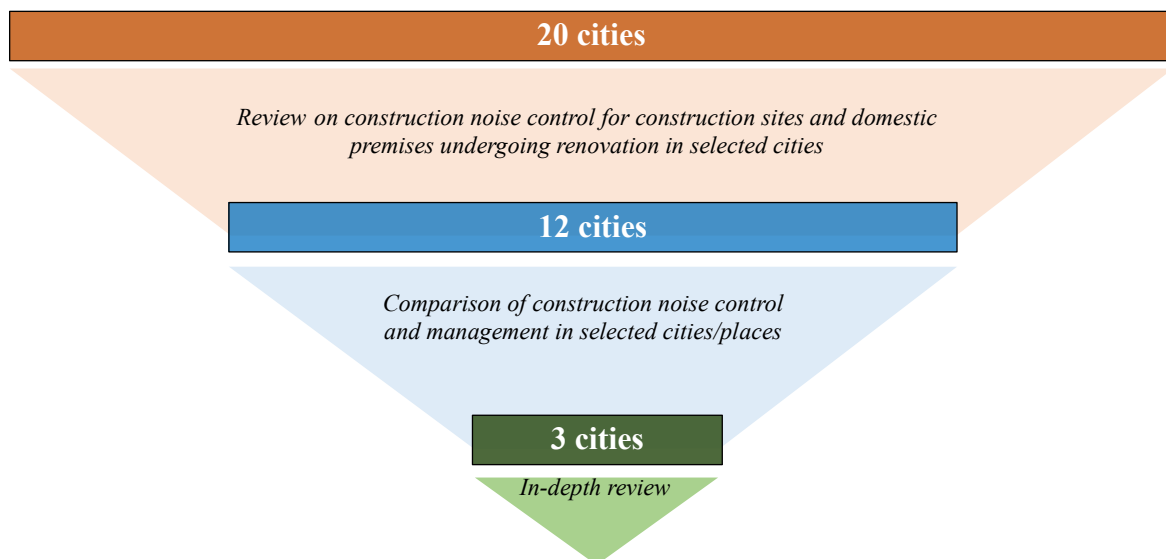 20 cities
Review on construction noise control for construction sites and domestic
premises undergoing renovation in selected cities
12 cities
Comparison of construction noise control
and management in selected cities/places
3 cities
In-depth review